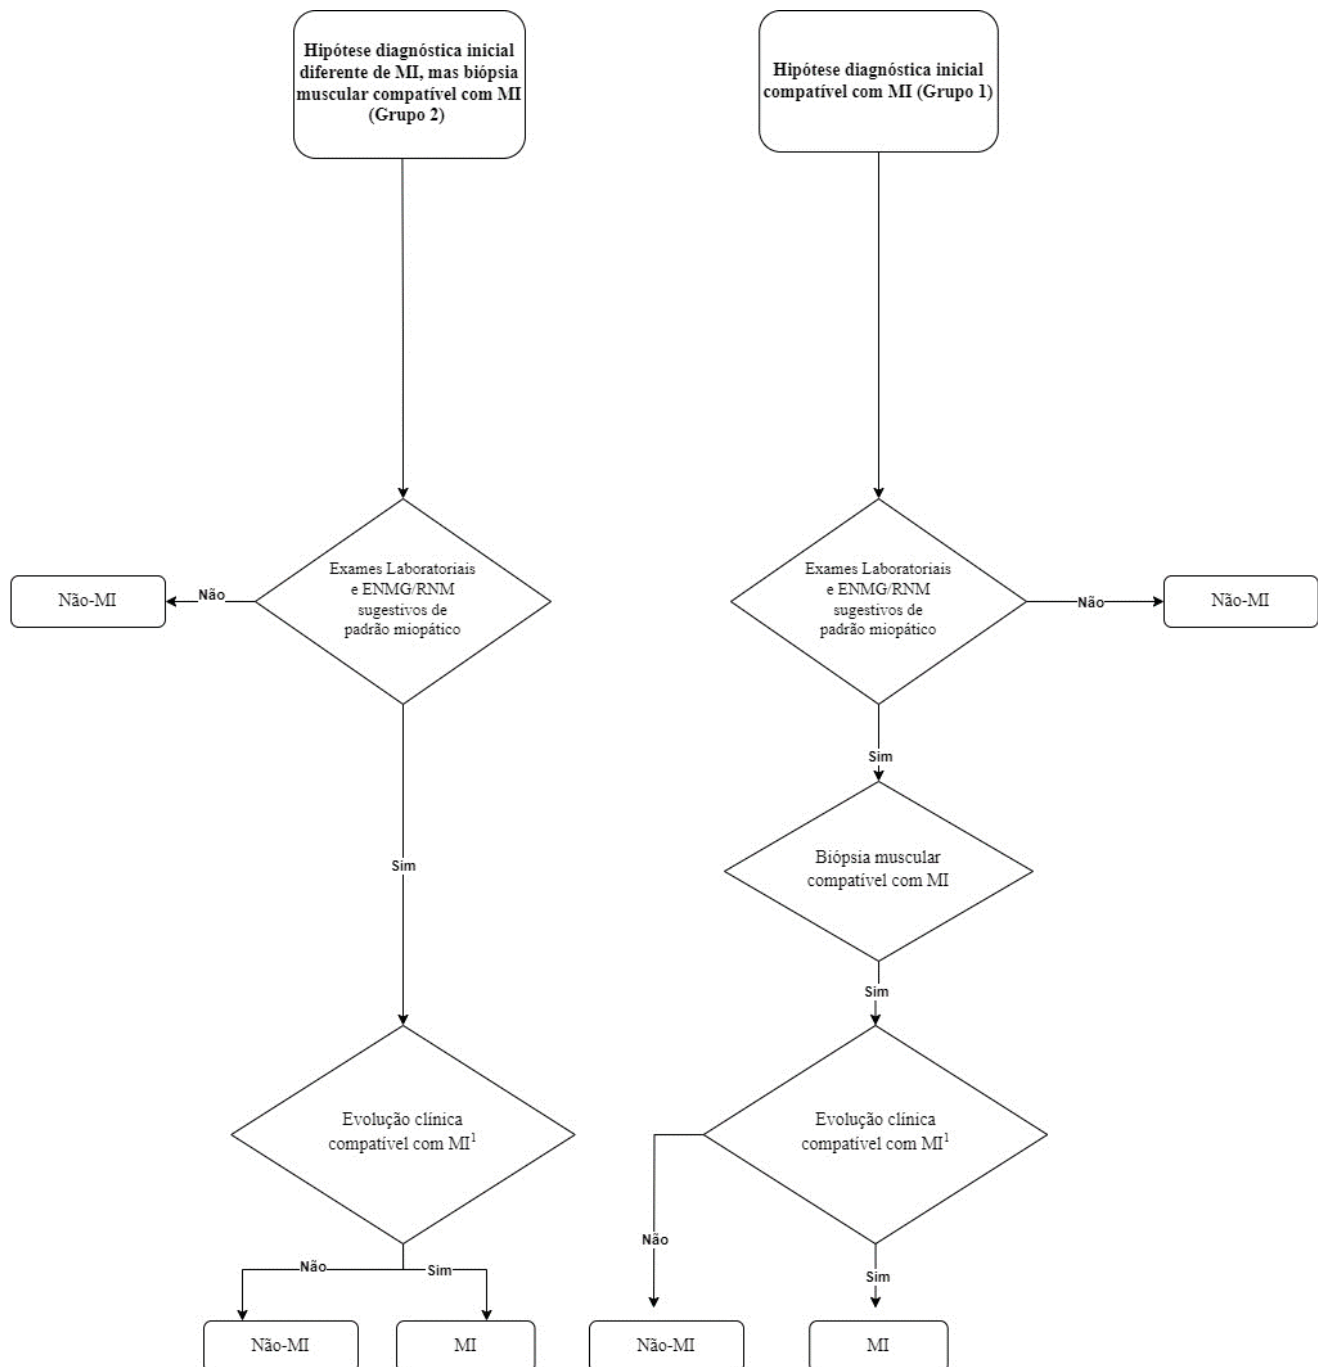 Hipótese diagnóstica inicial
diferente de MI, mas biópsia
muscular compatível com MI
(Grupo 2)
Hipótese diagnóstica inicial
compatível com MI (Grupo 1)
Exames Laboratoriais
e ENMG/RNM
sugestivos de
padrão miopático
Não
Não-MI
Exames Laboratoriais
e ENMG/RNM
sugestivos de
padrão miopático
Não
Não-MI
Sim
Biópsia muscular
compatível com MI
Sim
Sim
Evolução clínica
compatível com MI¹
Evolução clínica
compatível com MI¹
Não
Não
Sim
Sim
Não-MI
MI
Não-MI
MI